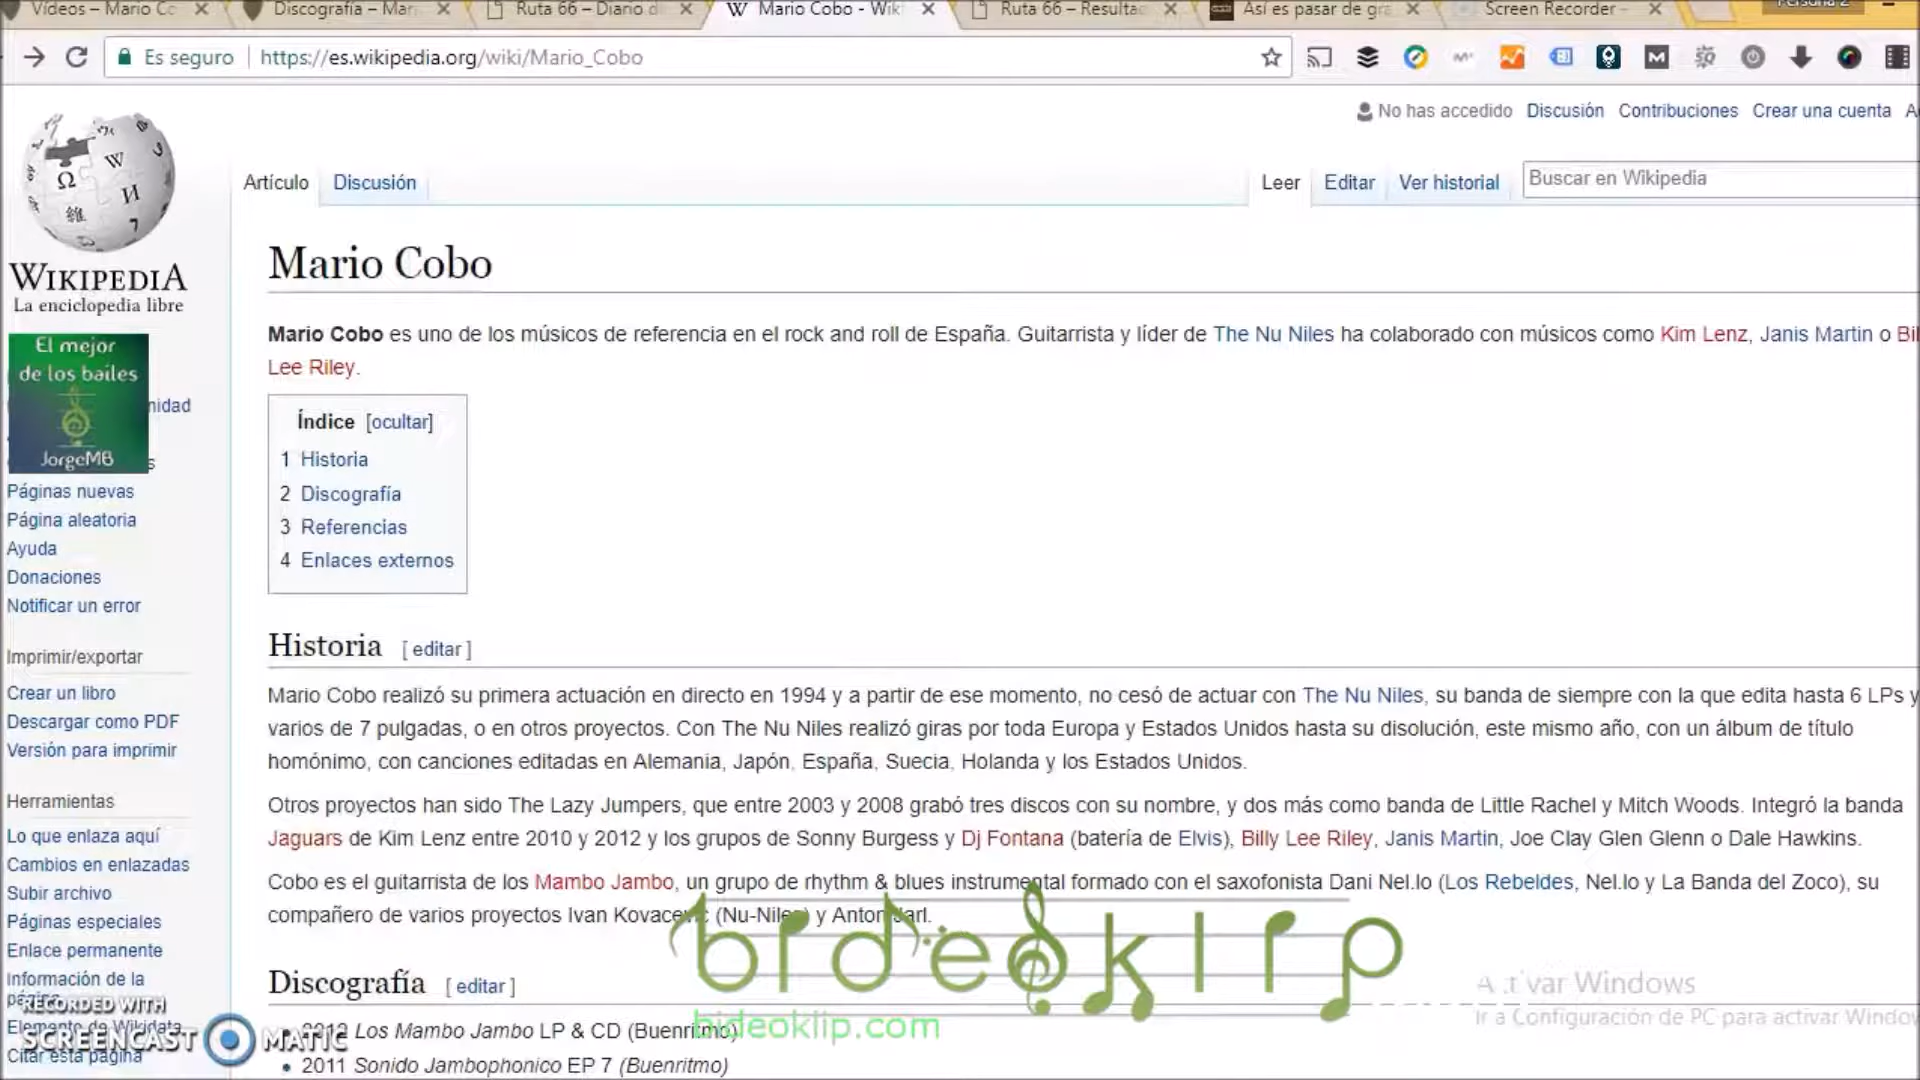 Vídeos – Mario Co
Discografía – Mar
Ruta 66 – Diario d
Mario Cobo - Wik
Ruta 66 – Resulta
Así es pasar de gra
Screen Recorder -
Persona 2
Es seguro
https://es.wikipedia.org/wiki/Mario_Cobo
No has accedido Discusión Contribuciones Crear una cuenta A
Artículo Discusión
Leer Editar Ver historial Buscar en Wikipedia
WIKIPEDIA
La enciclopedia libre
El mejor
de los bailes
JorgeMB
nidad
s
Páginas nuevas
Página aleatoria
Ayuda
Donaciones
Notificar un error
Imprimir/exportar
Crear un libro
Descargar como PDF
Versión para imprimir
Herramientas
Lo que enlaza aquí
Cambios en enlazadas
Subir archivo
Páginas especiales
Enlace permanente
Información de la
página
Elemento de Wikidata
Citar esta página
Mario Cobo
Mario Cobo es uno de los músicos de referencia en el rock and roll de España. Guitarrista y líder de The Nu Niles ha colaborado con músicos como Kim Lenz, Janis Martin o Bil
Lee Riley.
Índice [ocultar]
1 Historia
2 Discografía
3 Referencias
4 Enlaces externos
Historia [ editar ]
Mario Cobo realizó su primera actuación en directo en 1994 y a partir de ese momento, no cesó de actuar con The Nu Niles, su banda de siempre con la que edita hasta 6 LPs y
varios de 7 pulgadas, o en otros proyectos. Con The Nu Niles realizó giras por toda Europa y Estados Unidos hasta su disolución, este mismo año, con un álbum de título
homónimo, con canciones editadas en Alemania, Japón, España, Suecia, Holanda y los Estados Unidos.
Otros proyectos han sido The Lazy Jumpers, que entre 2003 y 2008 grabó tres discos con su nombre, y dos más como banda de Little Rachel y Mitch Woods. Integró la banda
Jaguars de Kim Lenz entre 2010 y 2012 y los grupos de Sonny Burgess y Dj Fontana (batería de Elvis), Billy Lee Riley, Janis Martin, Joe Clay Glen Glenn o Dale Hawkins.
Cobo es el guitarrista de los Mambo Jambo, un grupo de rhythm & blues instrumental formado con el saxofonista Dani Nel.lo (Los Rebeldes, Nel.lo y La Banda del Zoco), su
compañero de varios proyectos Ivan Kovacevic (Nu-Niles) y Anton Jarl.
Discografía [ editar ]
2012 Los Mambo Jambo LP & CD (Buenritmo)
2011 Sonido Jambophonico EP 7 (Buenritmo)
bideoklip
bideoklip.com
Activar Windows
Ir a Configuración de PC para activar Window
RECORDED WITH
SCREENCAST MATIC